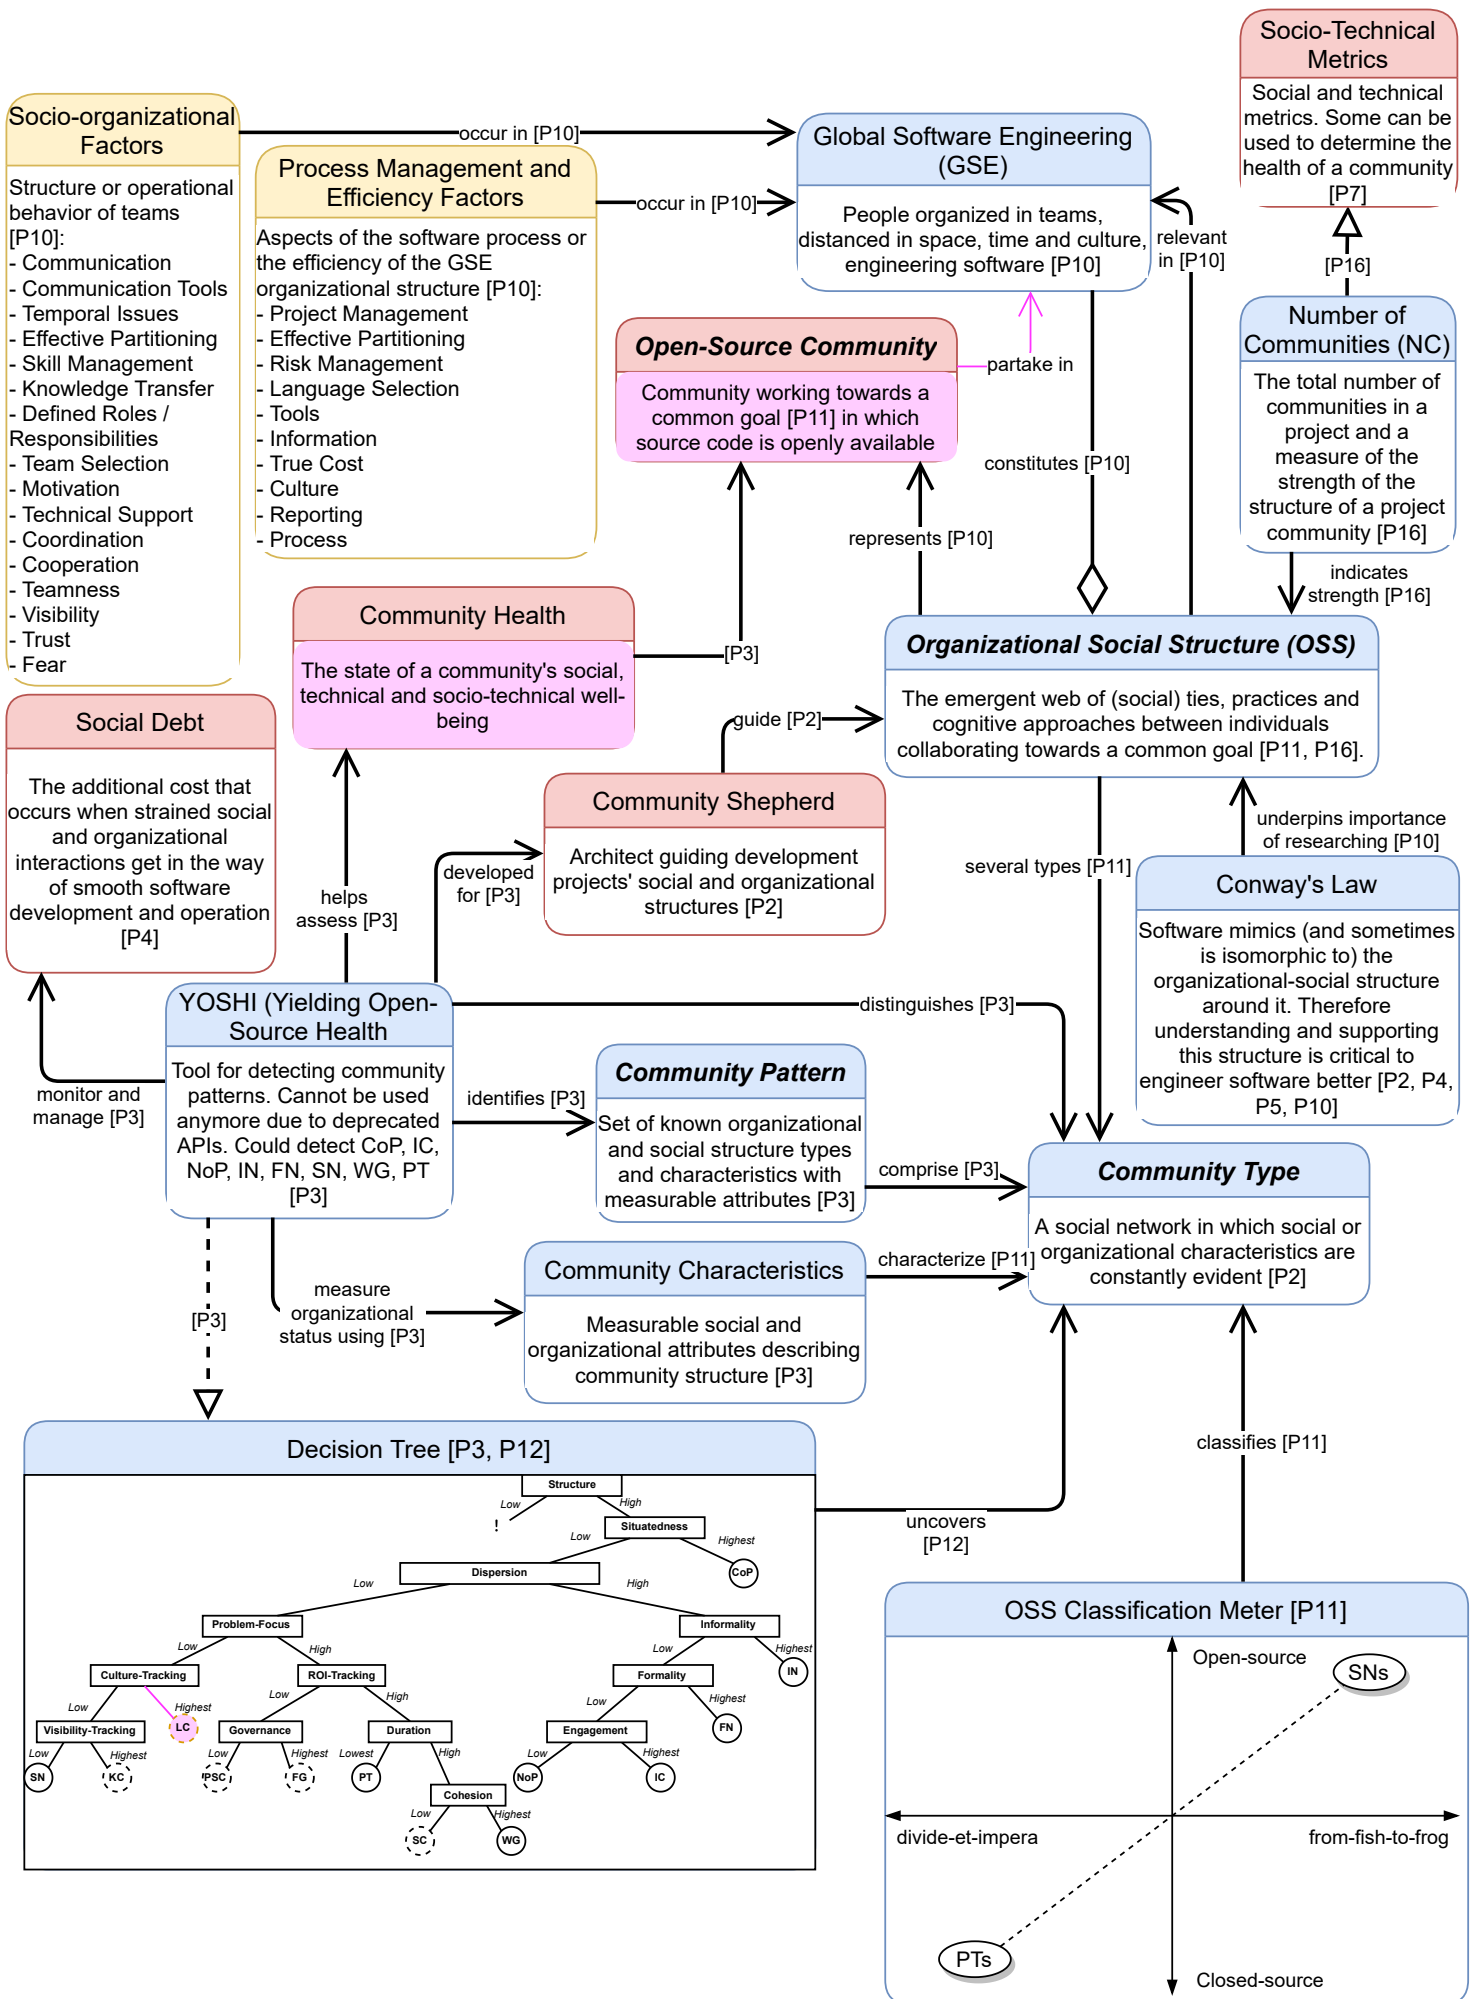 Socio-Technical
Metrics
Social and technical
metrics. Some can be
used to determine the
health of a community
[P7]
Socio-organizational
Factors
Structure or operational
behavior of teams
[P10]:
- Communication
- Communication Tools
- Temporal Issues
- Effective Partitioning
- Skill Management
- Knowledge Transfer
- Defined Roles /
Responsibilities
- Team Selection
- Motivation
- Technical Support
- Coordination
- Cooperation
- Teamness
- Visibility
- Trust
- Fear
occur in [P10]
Process Management and
Efficiency Factors
Aspects of the software process or
the efficiency of the GSE
organizational structure [P10]:
- Project Management
- Effective Partitioning
- Risk Management
- Language Selection
- Tools
- Information
- True Cost
- Culture
- Reporting
- Process
occur in [P10]
Global Software Engineering
(GSE)
People organized in teams,
distanced in space, time and culture,
engineering software [P10]
relevant
in [P10]
[P16]
Number of
Communities (NC)
The total number of
communities in a
project and a
measure of the
strength of the
structure of a project
community [P16]
indicates
strength [P16]
Open-Source Community
Community working towards a
common goal [P11] in which
source code is openly available
partake in
constitutes [P10]
represents [P10]
Community Health
The state of a community's social,
technical and socio-technical well-
being
[P3]
Organizational Social Structure (OSS)
The emergent web of (social) ties, practices and
cognitive approaches between individuals
collaborating towards a common goal [P11, P16].
guide [P2]
Social Debt
The additional cost that
occurs when strained social
and organizational
interactions get in the way
of smooth software
development and operation
[P4]
Community Shepherd
Architect guiding development
projects' social and organizational
structures [P2]
helps
assess [P3]
developed
for [P3]
several types [P11]
underpins importance
of researching [P10]
Conway's Law
Software mimics (and sometimes
is isomorphic to) the
organizational-social structure
around it. Therefore
understanding and supporting
this structure is critical to
engineer software better [P2, P4,
P5, P10]
YOSHI (Yielding Open-
Source Health
Tool for detecting community
patterns. Cannot be used
anymore due to deprecated
APIs. Could detect CoP, IC,
NoP, IN, FN, SN, WG, PT
[P3]
monitor and
manage [P3]
distinguishes [P3]
identifies [P3]
Community Pattern
Set of known organizational
and social structure types
and characteristics with
measurable attributes [P3]
comprise [P3]
Community Type
A social network in which social or
organizational characteristics are
constantly evident [P2]
Community Characteristics
Measurable social and
organizational attributes describing
community structure [P3]
characterize [P11]
measure
organizational
status using [P3]
[P3]
classifies [P11]
uncovers
[P12]
Decision Tree [P3, P12]
Structure
Low
High
!
Situatedness
Low
Highest
Dispersion
CoP
Low
High
Problem-Focus
Informality
Low
High
Low
Highest
Culture-Tracking
ROI-Tracking
Formality
IN
Low
Highest
Low
High
Low
Highest
Visibility-Tracking
LC
Governance
Duration
Engagement
FN
Low
Highest
Low
Highest
Lowest
High
Low
Highest
SN
KC
PSC
FG
PT
NoP
IC
Cohesion
Low
Highest
SC
WG
OSS Classification Meter [P11]
Open-source
SNs
divide-et-impera
from-fish-to-frog
PTs
Closed-source